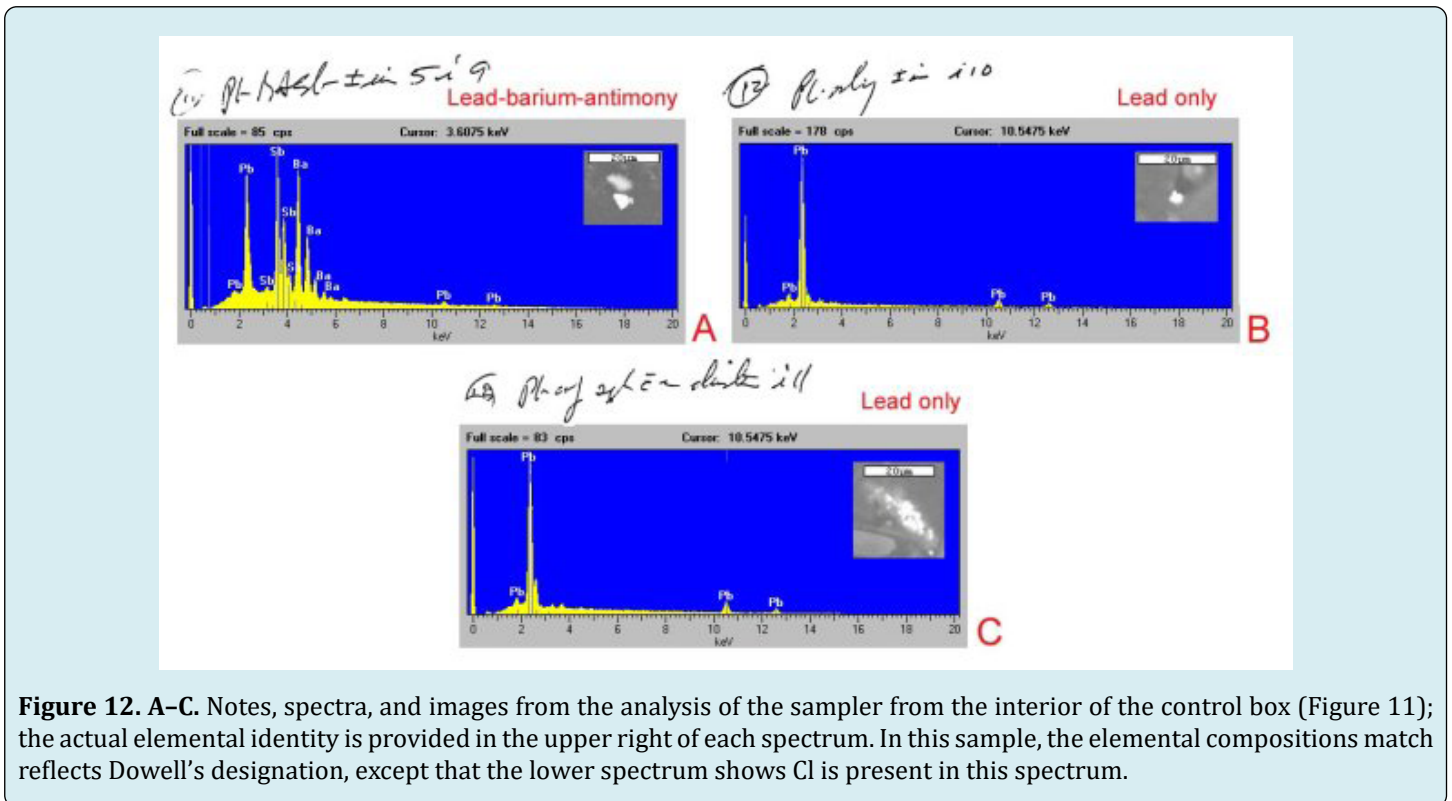 Lead-barium-antimony
Full scale = 85 cps Cursor: 3.6075 keV
20µm
Pb Sb Ba
Sb
Ba
Pb Sb S Ba Ba Pb Pb
0 2 4 6 8 10 12 14 16 18 20
keV
A
Lead only
Full scale = 178 cps Cursor: 10.5475 keV
20µm
Pb
Pb Pb Pb
0 2 4 6 8 10 12 14 16 18 20
keV
B
Lead only
Full scale = 83 cps Cursor: 10.5475 keV
20µm
Pb
Pb Pb Pb
0 2 4 6 8 10 12 14 16 18 20
keV
C
Figure 12. A–C. Notes, spectra, and images from the analysis of the sampler from the interior of the control box (Figure 11);
the actual elemental identity is provided in the upper right of each spectrum. In this sample, the elemental compositions match
reflects Dowell’s designation, except that the lower spectrum shows Cl is present in this spectrum.